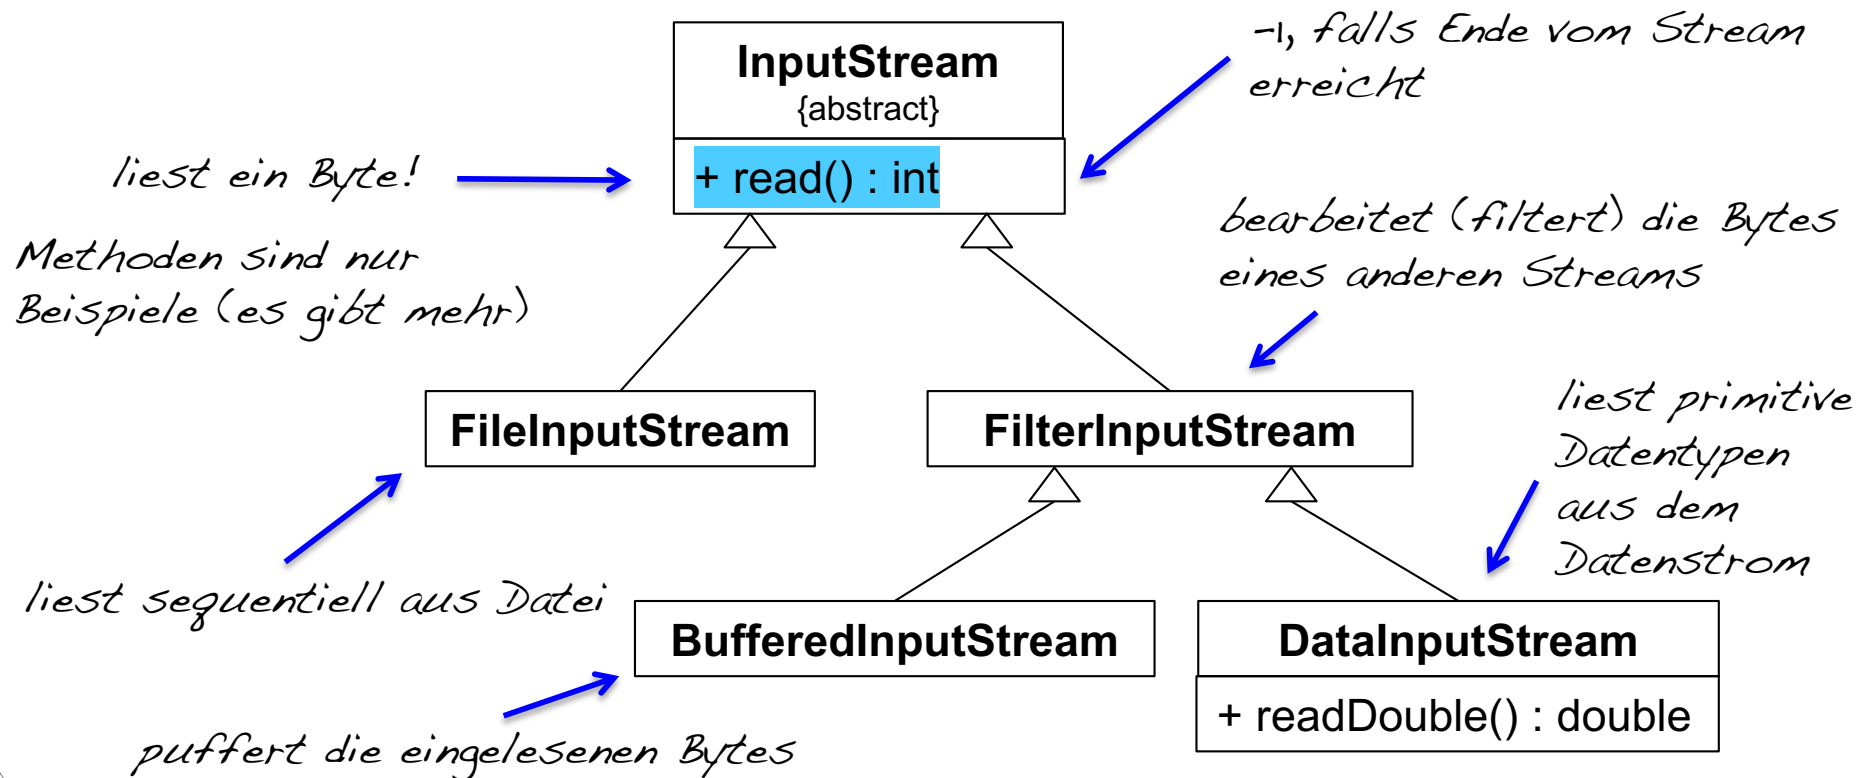 InputStream
{abstract}
+ read() : int
-1, falls Ende vom Stream
erreicht
liest ein Byte!
Methoden sind nur
Beispiele (es gibt mehr)
bearbeitet (filtert) die Bytes
eines anderen Streams
FileInputStream
FilterInputStream
liest primitive
Datentypen
aus dem
Datenstrom
liest sequentiell aus Datei
BufferedInputStream
DataInputStream
+ readDouble() : double
puffert die eingelesenen Bytes